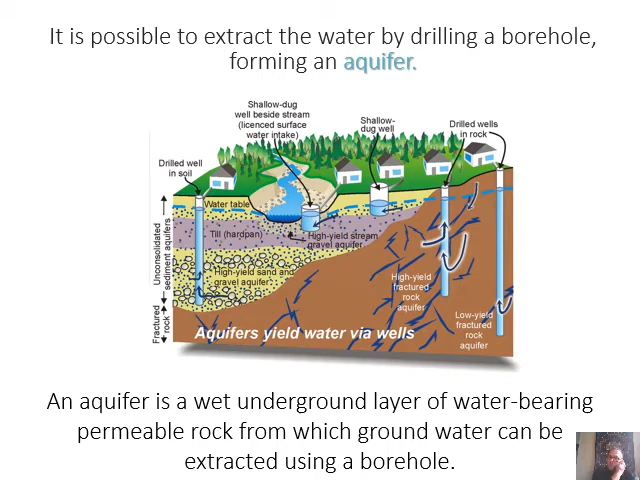 It is possible to extract the water by drilling a borehole,
forming an aquifer.
Shallow-dug
well beside stream
(licenced surface
water intake)
Shallow-
dug well
Drilled wells
in rock
Drilled well
in soil
Water table
Till (hardpan)
High-yield stream
gravel aquifer
High-yield sand and
gravel aquifer
High-yield
fractured
rock
aquifer
Low-yield
fractured
rock
aquifer
Unconsolidated
sediment aquifers
Fractured
rock
Aquifers yield water via wells
An aquifer is a wet underground layer of water-bearing
permeable rock from which ground water can be
extracted using a borehole.